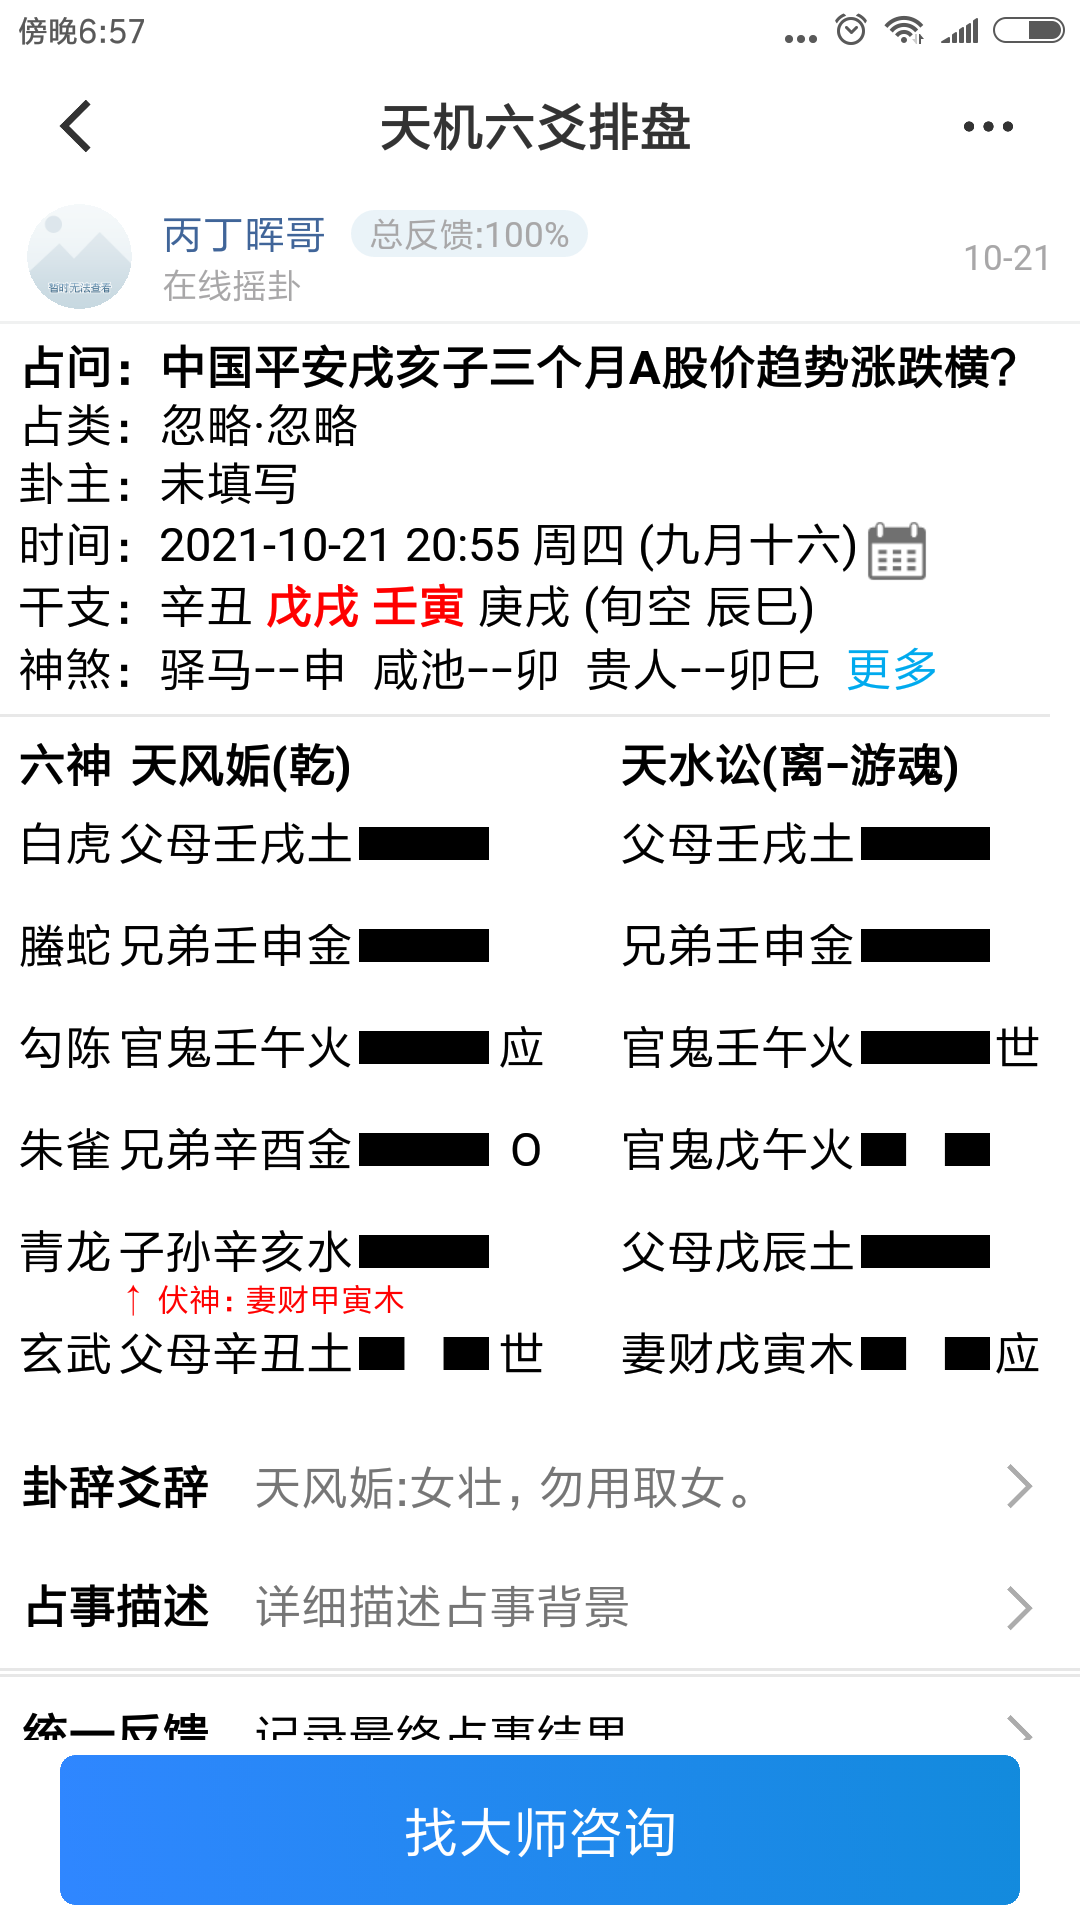 傍晚6:57
天机六爻排盘
丙丁晖哥 总反馈:100%
在线摇卦
10-21
暂时无法查看
占问：中国平安戌亥子三个月A股价趋势涨跌横?
占类：忽略·忽略
卦主：未填写
时间：2021-10-21 20:55 周四 (九月十六)
干支：辛丑 戊戌 壬寅 庚戌 (旬空 辰巳)
神煞：驿马--申 咸池--卯 贵人--卯巳 更多
六神 天风姤(乾) 天水讼(离-游魂)
白虎 父母壬戌土 父母壬戌土
螣蛇 兄弟壬申金 兄弟壬申金
勾陈 官鬼壬午火 应 官鬼壬午火 世
朱雀 兄弟辛酉金 O 官鬼戊午火
青龙 子孙辛亥水 父母戊辰土
↑ 伏神: 妻财甲寅木
玄武 父母辛丑土 世 妻财戊寅木 应
卦辞爻辞 天风姤:女壮，勿用取女。
占事描述 详细描述占事背景
统一反馈 记录最终占事结果
找大师咨询